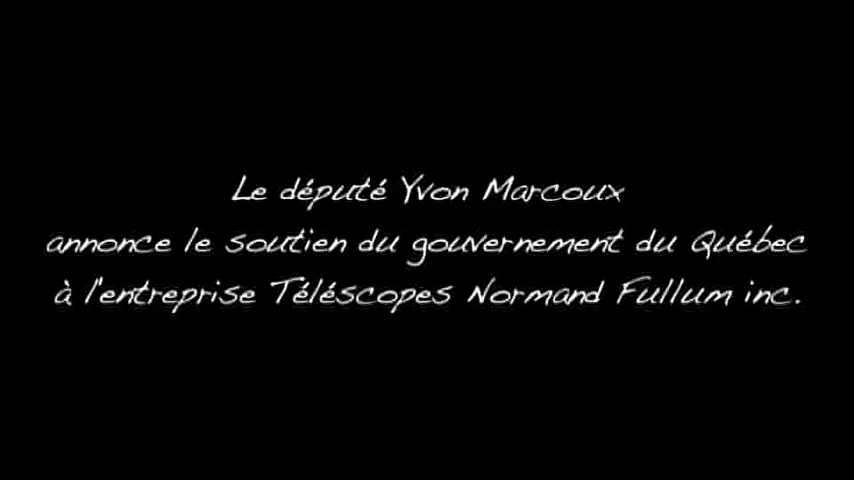 Le député Yvon Marcoux
annonce le soutien du gouvernement du Québec
à l'entreprise Téléscopes Normand Fullum inc.